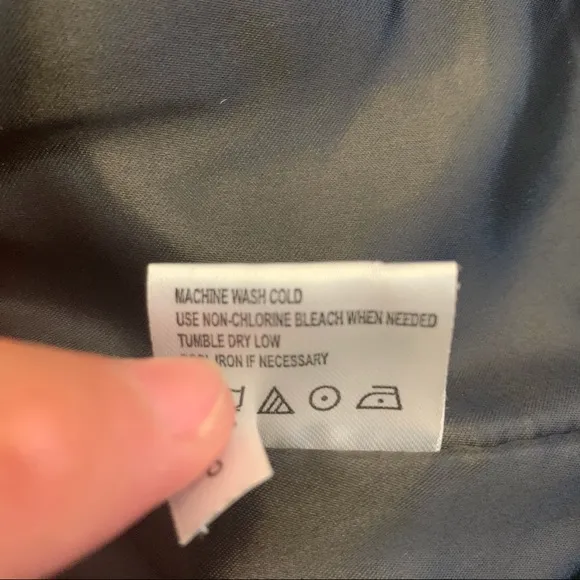 MACHINE WASH COLD
USE NON-CHLORINE BLEACH WHEN NEEDED
TUMBLE DRY LOW
IRON IF NECESSARY